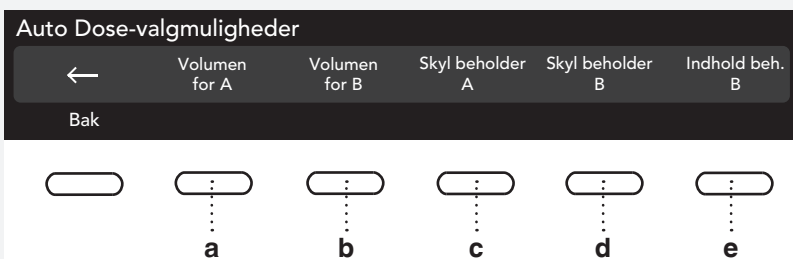 Auto Dose-valgmuligheder
Volumen Volumen Skyl beholder Skyl beholder Indhold beh.
for A for B A B B
Bak
a b c d e